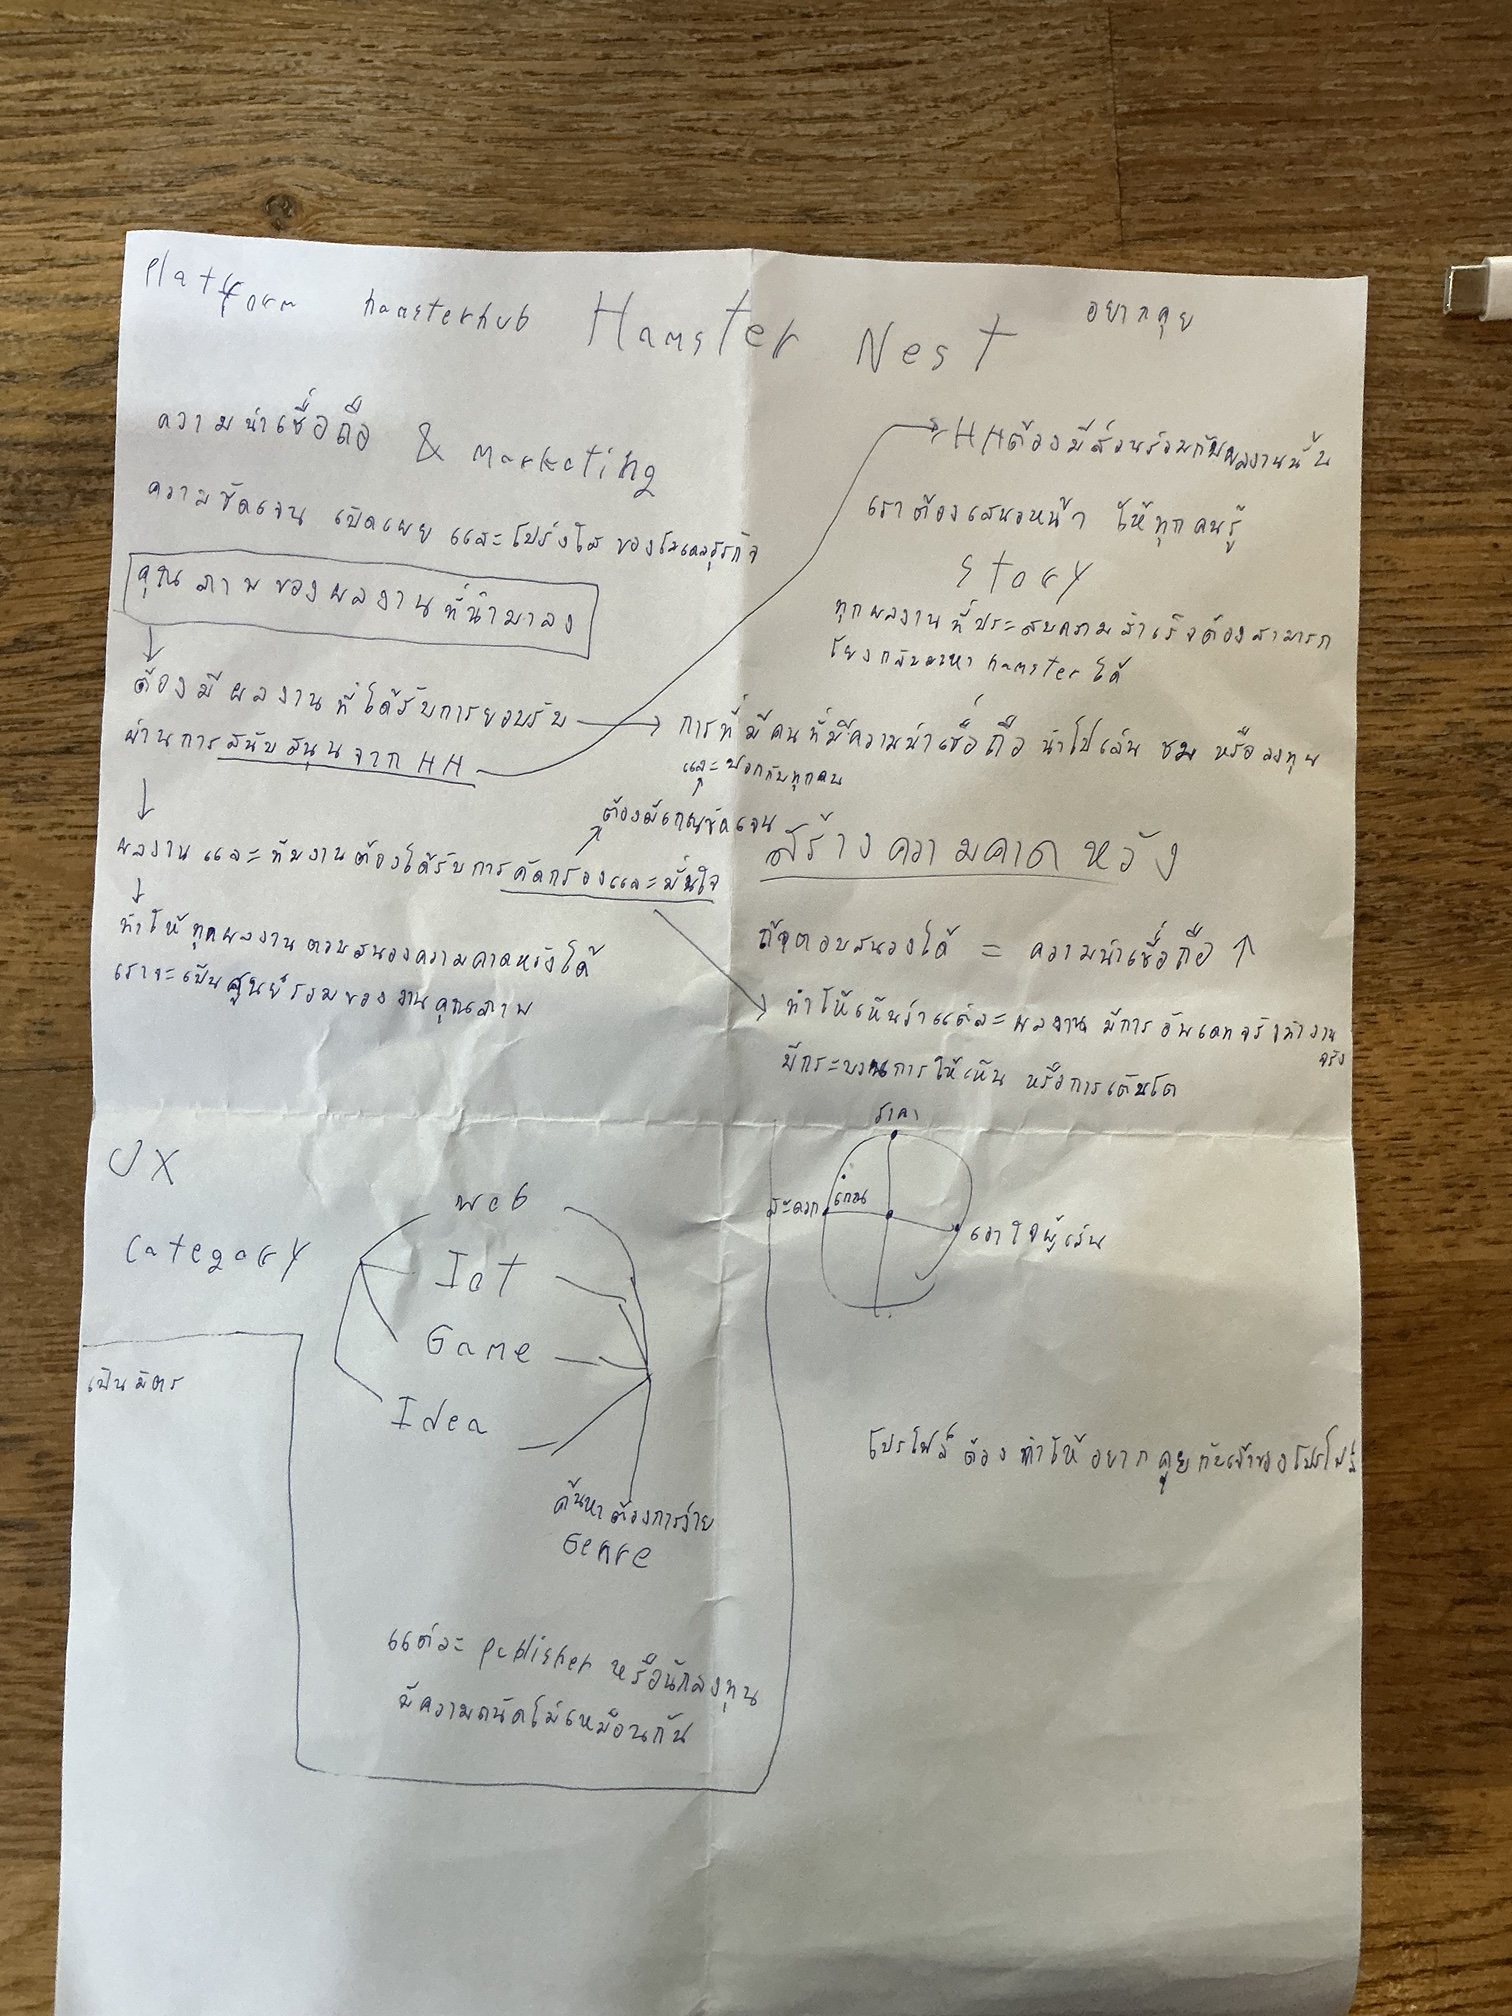 Platform hamsterhub Hamster Nest อยากคุย
ความน่าเชื่อถือ & marketing
ความชัดเจน เปิดเผย และโปร่งใส ของโมเดลธุรกิจ
คุณภาพของผลงานที่นำมาลง
ต้องมีผลงานที่ได้รับการยอบรับ
ผ่านการสนับสนุนจาก HH
ผลงานและทีมงานต้องได้รับการคัดกรองและมั่นใจ
ทำให้ทุกผลงานตอบสนองความคาดหวังได้
เราจะเป็นศูนย์รวมของงานคุณภาพ
HHต้องมีส่วนร่วมกับผลงานนั้น
เราต้องเสนอหน้า ให้ทุกคนรู้
Story
ทุกผลงานที่ประสบความสำเร็จต้องสามารถ
โยงกลับมาหา hamster ได้
การที่มีคนที่มีความน่าเชื่อถือ นำไปเล่น ชม หรือลงทุน
และบอกกับทุกคน
ต้องมีเกณฑ์ชัดเจน
สร้างความคาดหวัง
ถ้าตอบสนองได้ = ความน่าเชื่อถือ ↑
ทำให้เห็นว่าแต่ละผลงานมีการอัพเดทจริงทำงาน
จริง
มีกระบวนการให้เห็น หรือการเติบโต
UX
Category
web
Iot
Game
Idea
ค้นหาต้องการง่าย
Genre
เป็นมิตร
แต่ละ publisher หรือนักลงทุน
มีความถนัดไม่เหมือนกัน
ราคา
สะดวก
เอาใจผู้เล่น
โปรไฟล์ต้องทำให้อยากคุยกับเจ้าของโปรไฟล์